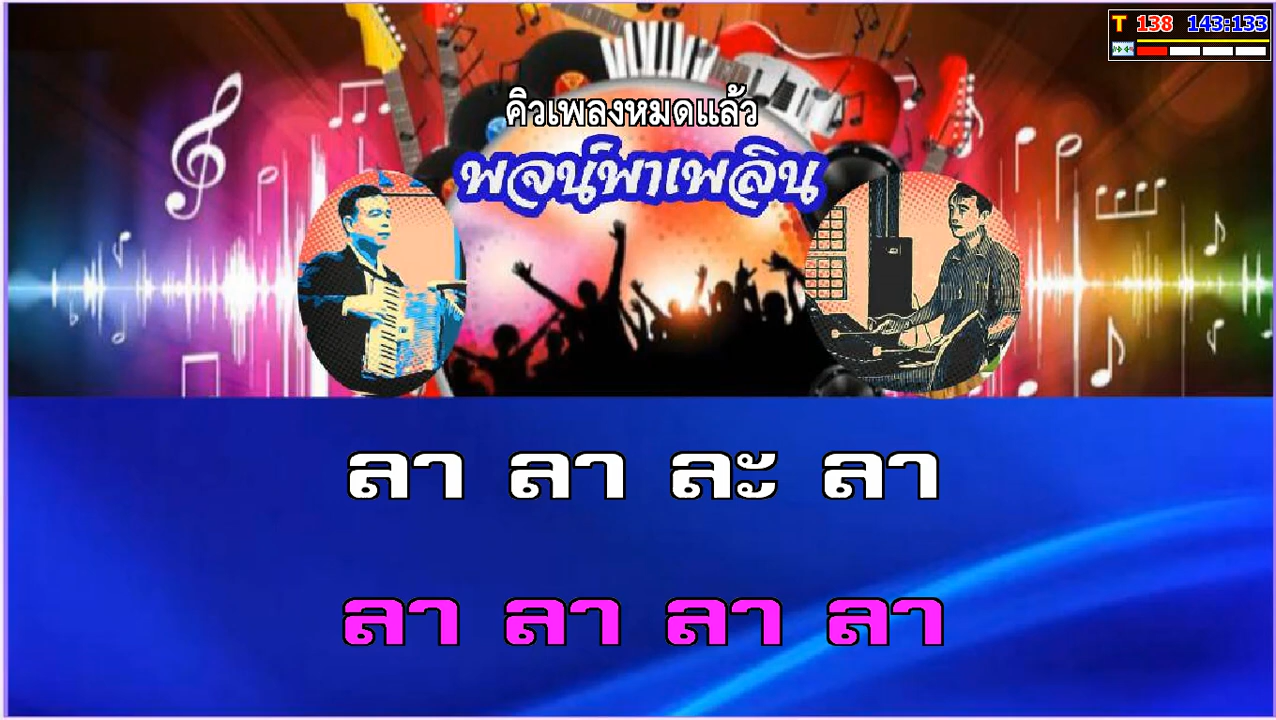 T 138 143:133
คิวเพลงหมดแล้ว
พจน์พาเพลิน
ลา ลา ละ ลา
ลา ลา ลา ลา